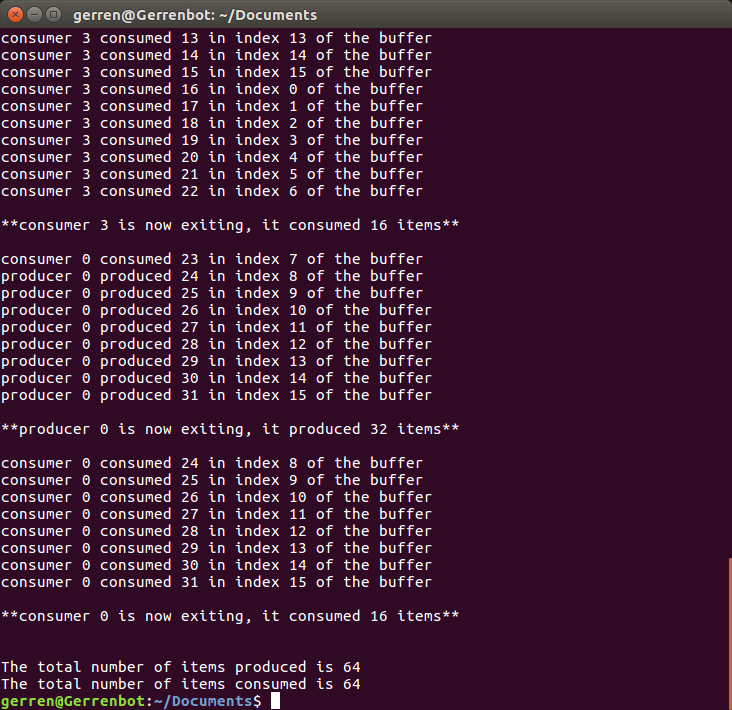 gerren@Gerrenbot: ~/Documents
consumer 3 consumed 13 in index 13 of the buffer
consumer 3 consumed 14 in index 14 of the buffer
consumer 3 consumed 15 in index 15 of the buffer
consumer 3 consumed 16 in index 0 of the buffer
consumer 3 consumed 17 in index 1 of the buffer
consumer 3 consumed 18 in index 2 of the buffer
consumer 3 consumed 19 in index 3 of the buffer
consumer 3 consumed 20 in index 4 of the buffer
consumer 3 consumed 21 in index 5 of the buffer
consumer 3 consumed 22 in index 6 of the buffer
**consumer 3 is now exiting, it consumed 16 items**
consumer 0 consumed 23 in index 7 of the buffer
producer 0 produced 24 in index 8 of the buffer
producer 0 produced 25 in index 9 of the buffer
producer 0 produced 26 in index 10 of the buffer
producer 0 produced 27 in index 11 of the buffer
producer 0 produced 28 in index 12 of the buffer
producer 0 produced 29 in index 13 of the buffer
producer 0 produced 30 in index 14 of the buffer
producer 0 produced 31 in index 15 of the buffer
**producer 0 is now exiting, it produced 32 items**
consumer 0 consumed 24 in index 8 of the buffer
consumer 0 consumed 25 in index 9 of the buffer
consumer 0 consumed 26 in index 10 of the buffer
consumer 0 consumed 27 in index 11 of the buffer
consumer 0 consumed 28 in index 12 of the buffer
consumer 0 consumed 29 in index 13 of the buffer
consumer 0 consumed 30 in index 14 of the buffer
consumer 0 consumed 31 in index 15 of the buffer
**consumer 0 is now exiting, it consumed 16 items**
The total number of items produced is 64
The total number of items consumed is 64
gerren@Gerrenbot:~/Documents$